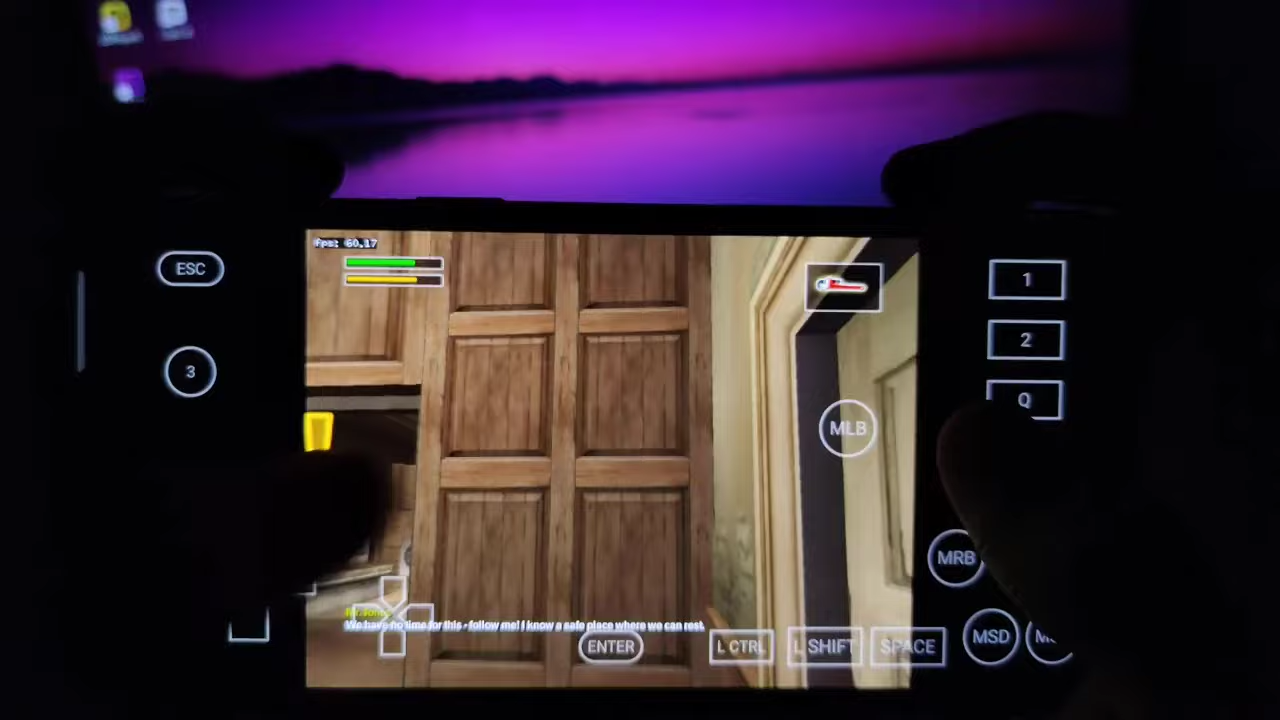 fps: 60.17
ESC
1
3
2
Q
MLB
MRB
We have no time for this - follow me! I know a safe place where we can rest.
ENTER
L CTRL
L SHIFT
SPACE
MSD